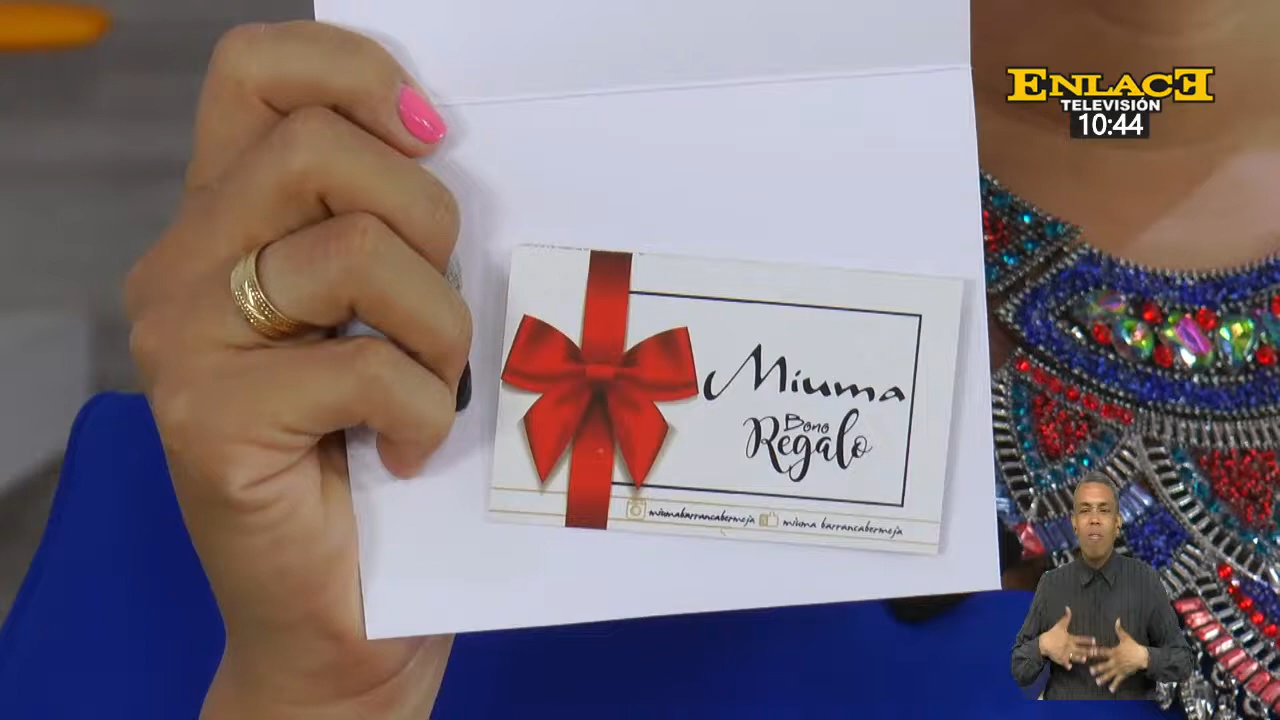 ENLACE
TELEVISIÓN
10:44
Miuma
Bono
Regalo
miumabarrancabermeja miuma barrancabermeja